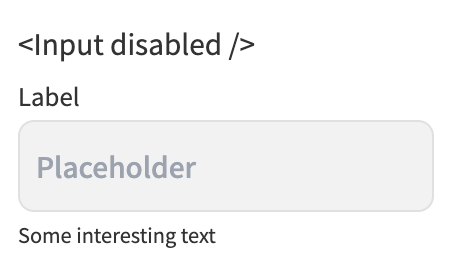 <Input disabled />
Label
Placeholder
Some interesting text